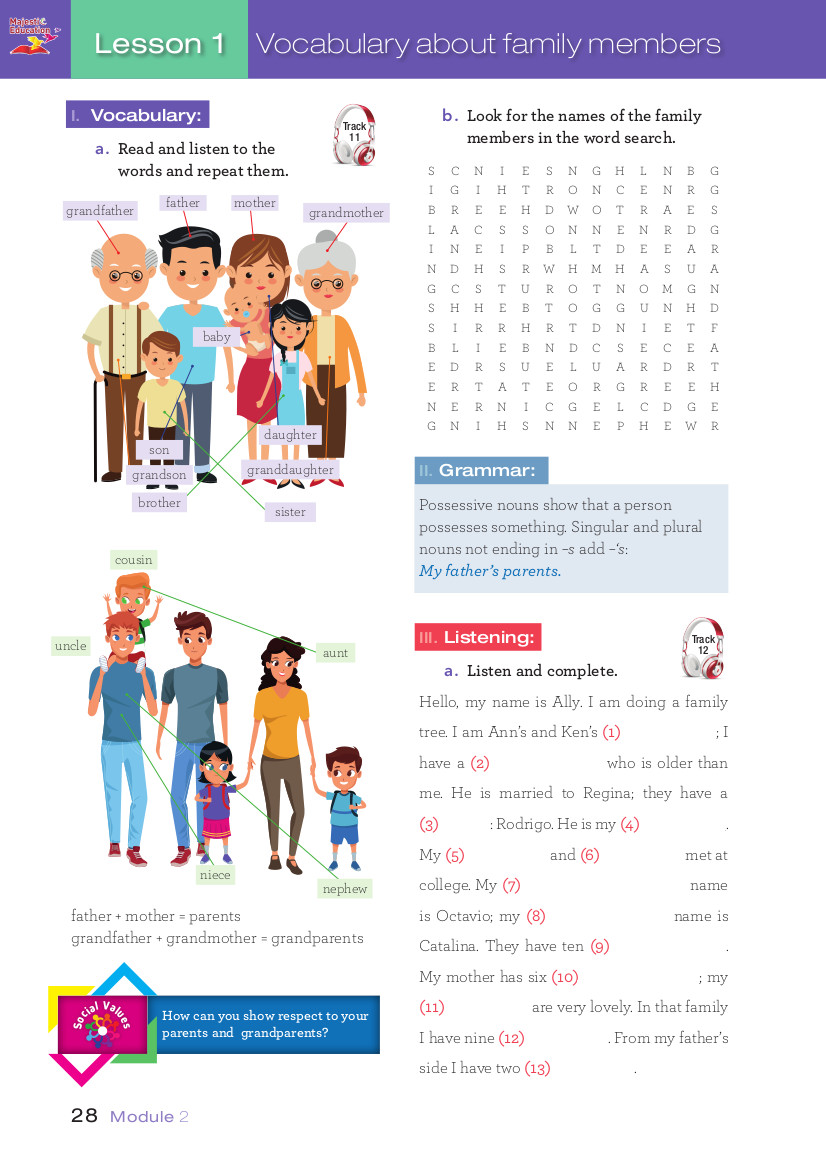 Majestic Education
Lesson 1 Vocabulary about family members
I. Vocabulary:
Track
11
a. Read and listen to the
words and repeat them.
grandfather
father
mother
grandmother
baby
daughter
son
grandson
granddaughter
brother
sister
cousin
uncle
aunt
niece
nephew
father + mother = parents
grandfather + grandmother = grandparents
Social Values
How can you show respect to your
parents and grandparents?
b. Look for the names of the family
members in the word search.
S C N I E S N G H L N B G
I G I H T R O N C E N R G
B R E E H D W O T R A E S
L A C S S O N N E N R D G
I N E I P B L T D E E A R
N D H S R W H M H A S U A
G C S T U R O T N O M G N
S H H E B T O G G U N H D
S I R R H R T D N I E T F
B L I E B N D C S E C E A
E D R S U E L U A R D R T
E R T A T E O R G R E E H
N E R N I C G E L C D G E
G N I H S N N E P H E W R
II. Grammar:
Possessive nouns show that a person
possesses something. Singular and plural
nouns not ending in –s add –‘s:
My father’s parents.
III. Listening:
Track
12
a. Listen and complete.
Hello, my name is Ally. I am doing a family
tree. I am Ann’s and Ken’s (1) ; I
have a (2) who is older than
me. He is married to Regina; they have a
(3) : Rodrigo. He is my (4) .
My (5) and (6) met at
college. My (7) name
is Octavio; my (8) name is
Catalina. They have ten (9) .
My mother has six (10) ; my
(11) are very lovely. In that family
I have nine (12) . From my father’s
side I have two (13) .
28 Module 2